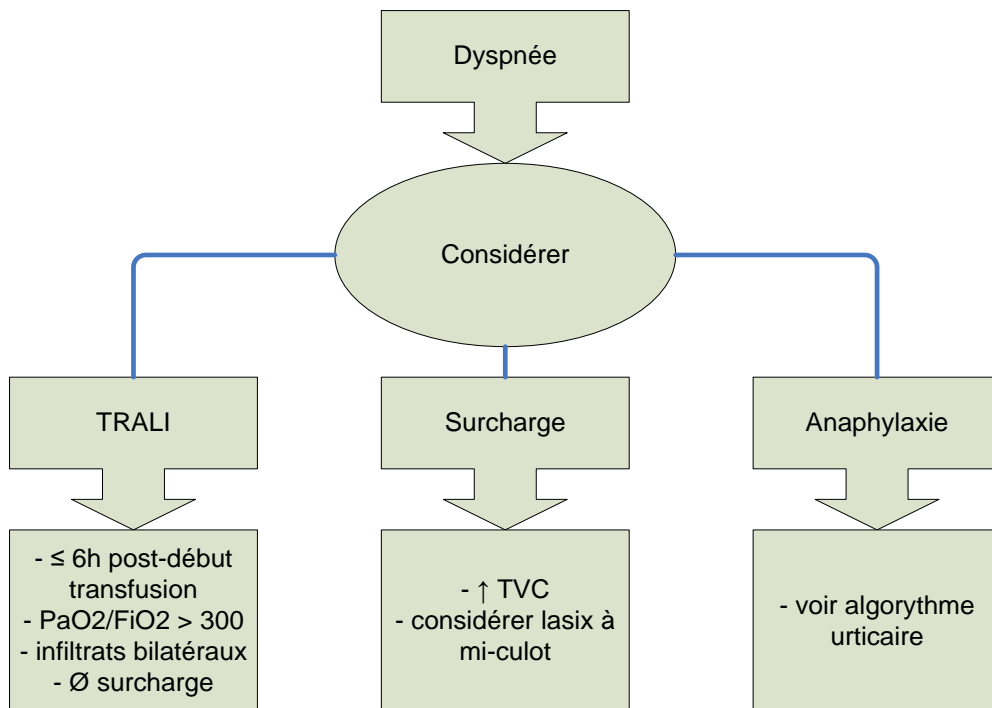 Dyspnée
Considérer
TRALI
Surcharge
Anaphylaxie
- ≤ 6h post-début
transfusion
- PaO2/FiO2 > 300
- infiltrats bilatéraux
- Ø surcharge
- ↑ TVC
- considérer lasix à
mi-culot
- voir algorythme
urticaire